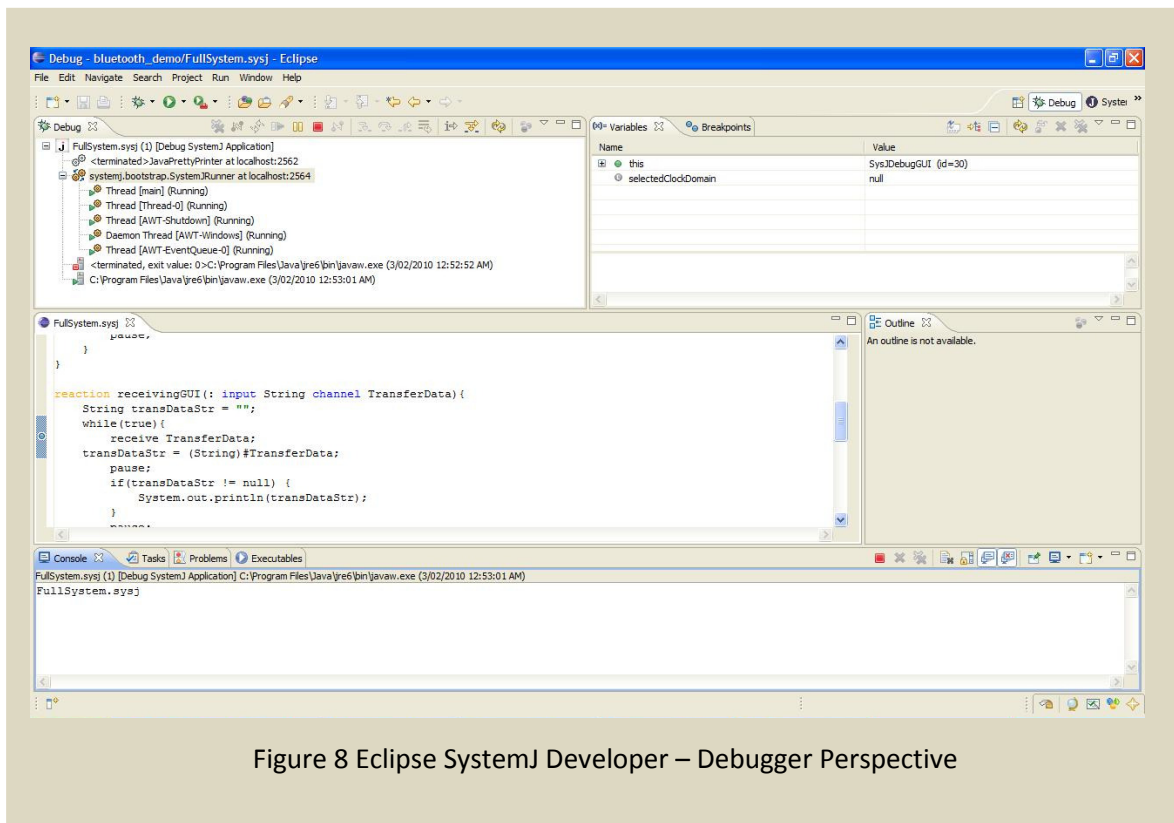 Debug - bluetooth_demo/FullSystem.sysj - Eclipse
File Edit Navigate Search Project Run Window Help
Debug Syster »
Debug
FullSystem.sysj (1) [Debug SystemJ Application]
<terminated>JavaPrettyPrinter at localhost:2562
systemj.bootstrap.SystemJRunner at localhost:2564
Thread [main] (Running)
Thread [Thread-0] (Running)
Thread [AWT-Shutdown] (Running)
Daemon Thread [AWT-Windows] (Running)
Thread [AWT-EventQueue-0] (Running)
<terminated, exit value: 0>C:\Program Files\Java\jre6\bin\javaw.exe (3/02/2010 12:52:52 AM)
C:\Program Files\Java\jre6\bin\javaw.exe (3/02/2010 12:53:01 AM)
(x)= Variables Breakpoints
Name Value
this SysJDebugGUI (id=30)
selectedClockDomain null
FullSystem.sysj
pause;
}
}
reaction receivingGUI(: input String channel TransferData){
String transDataStr = "";
while(true){
receive TransferData;
transDataStr = (String)#TransferData;
pause;
if(transDataStr != null) {
System.out.println(transDataStr);
}
pause;
Outline
An outline is not available.
Console Tasks Problems Executables
FullSystem.sysj (1) [Debug SystemJ Application] C:\Program Files\Java\jre6\bin\javaw.exe (3/02/2010 12:53:01 AM)
FullSystem.sysj
Figure 8 Eclipse SystemJ Developer – Debugger Perspective